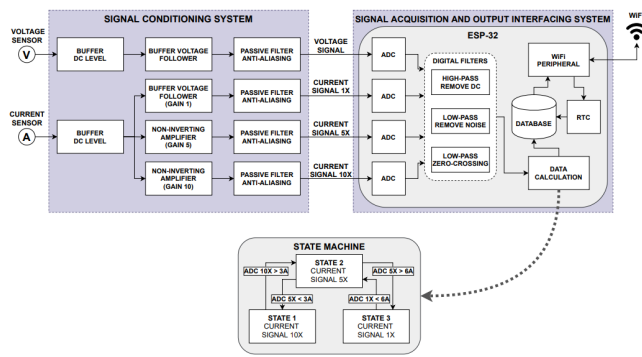 SIGNAL CONDITIONING SYSTEM
SIGNAL ACQUISITION AND OUTPUT INTERFACING SYSTEM
WiFi
VOLTAGE
SENSOR
V
BUFFER
DC LEVEL
BUFFER VOLTAGE
FOLLOWER
PASSIVE FILTER
ANTI-ALIASING
VOLTAGE
SIGNAL
ADC
ESP-32
DIGITAL FILTERS
HIGH-PASS
REMOVE DC
LOW-PASS
REMOVE NOISE
LOW-PASS
ZERO-CROSSING
WiFi
PERIPHERAL
DATABASE
RTC
DATA
CALCULATION
BUFFER VOLTAGE
FOLLOWER
(GAIN 1)
PASSIVE FILTER
ANTI-ALIASING
CURRENT
SIGNAL 1X
ADC
CURRENT
SENSOR
A
BUFFER
DC LEVEL
NON-INVERTING
AMPLIFIER
(GAIN 5)
PASSIVE FILTER
ANTI-ALIASING
CURRENT
SIGNAL 5X
ADC
NON-INVERTING
AMPLIFIER
(GAIN 10)
PASSIVE FILTER
ANTI-ALIASING
CURRENT
SIGNAL 10X
ADC
STATE MACHINE
STATE 2
CURRENT
SIGNAL 5X
ADC 10X > 3A
ADC 5X > 6A
ADC 5X < 3A
ADC 1X < 6A
STATE 1
CURRENT
SIGNAL 10X
STATE 3
CURRENT
SIGNAL 1X